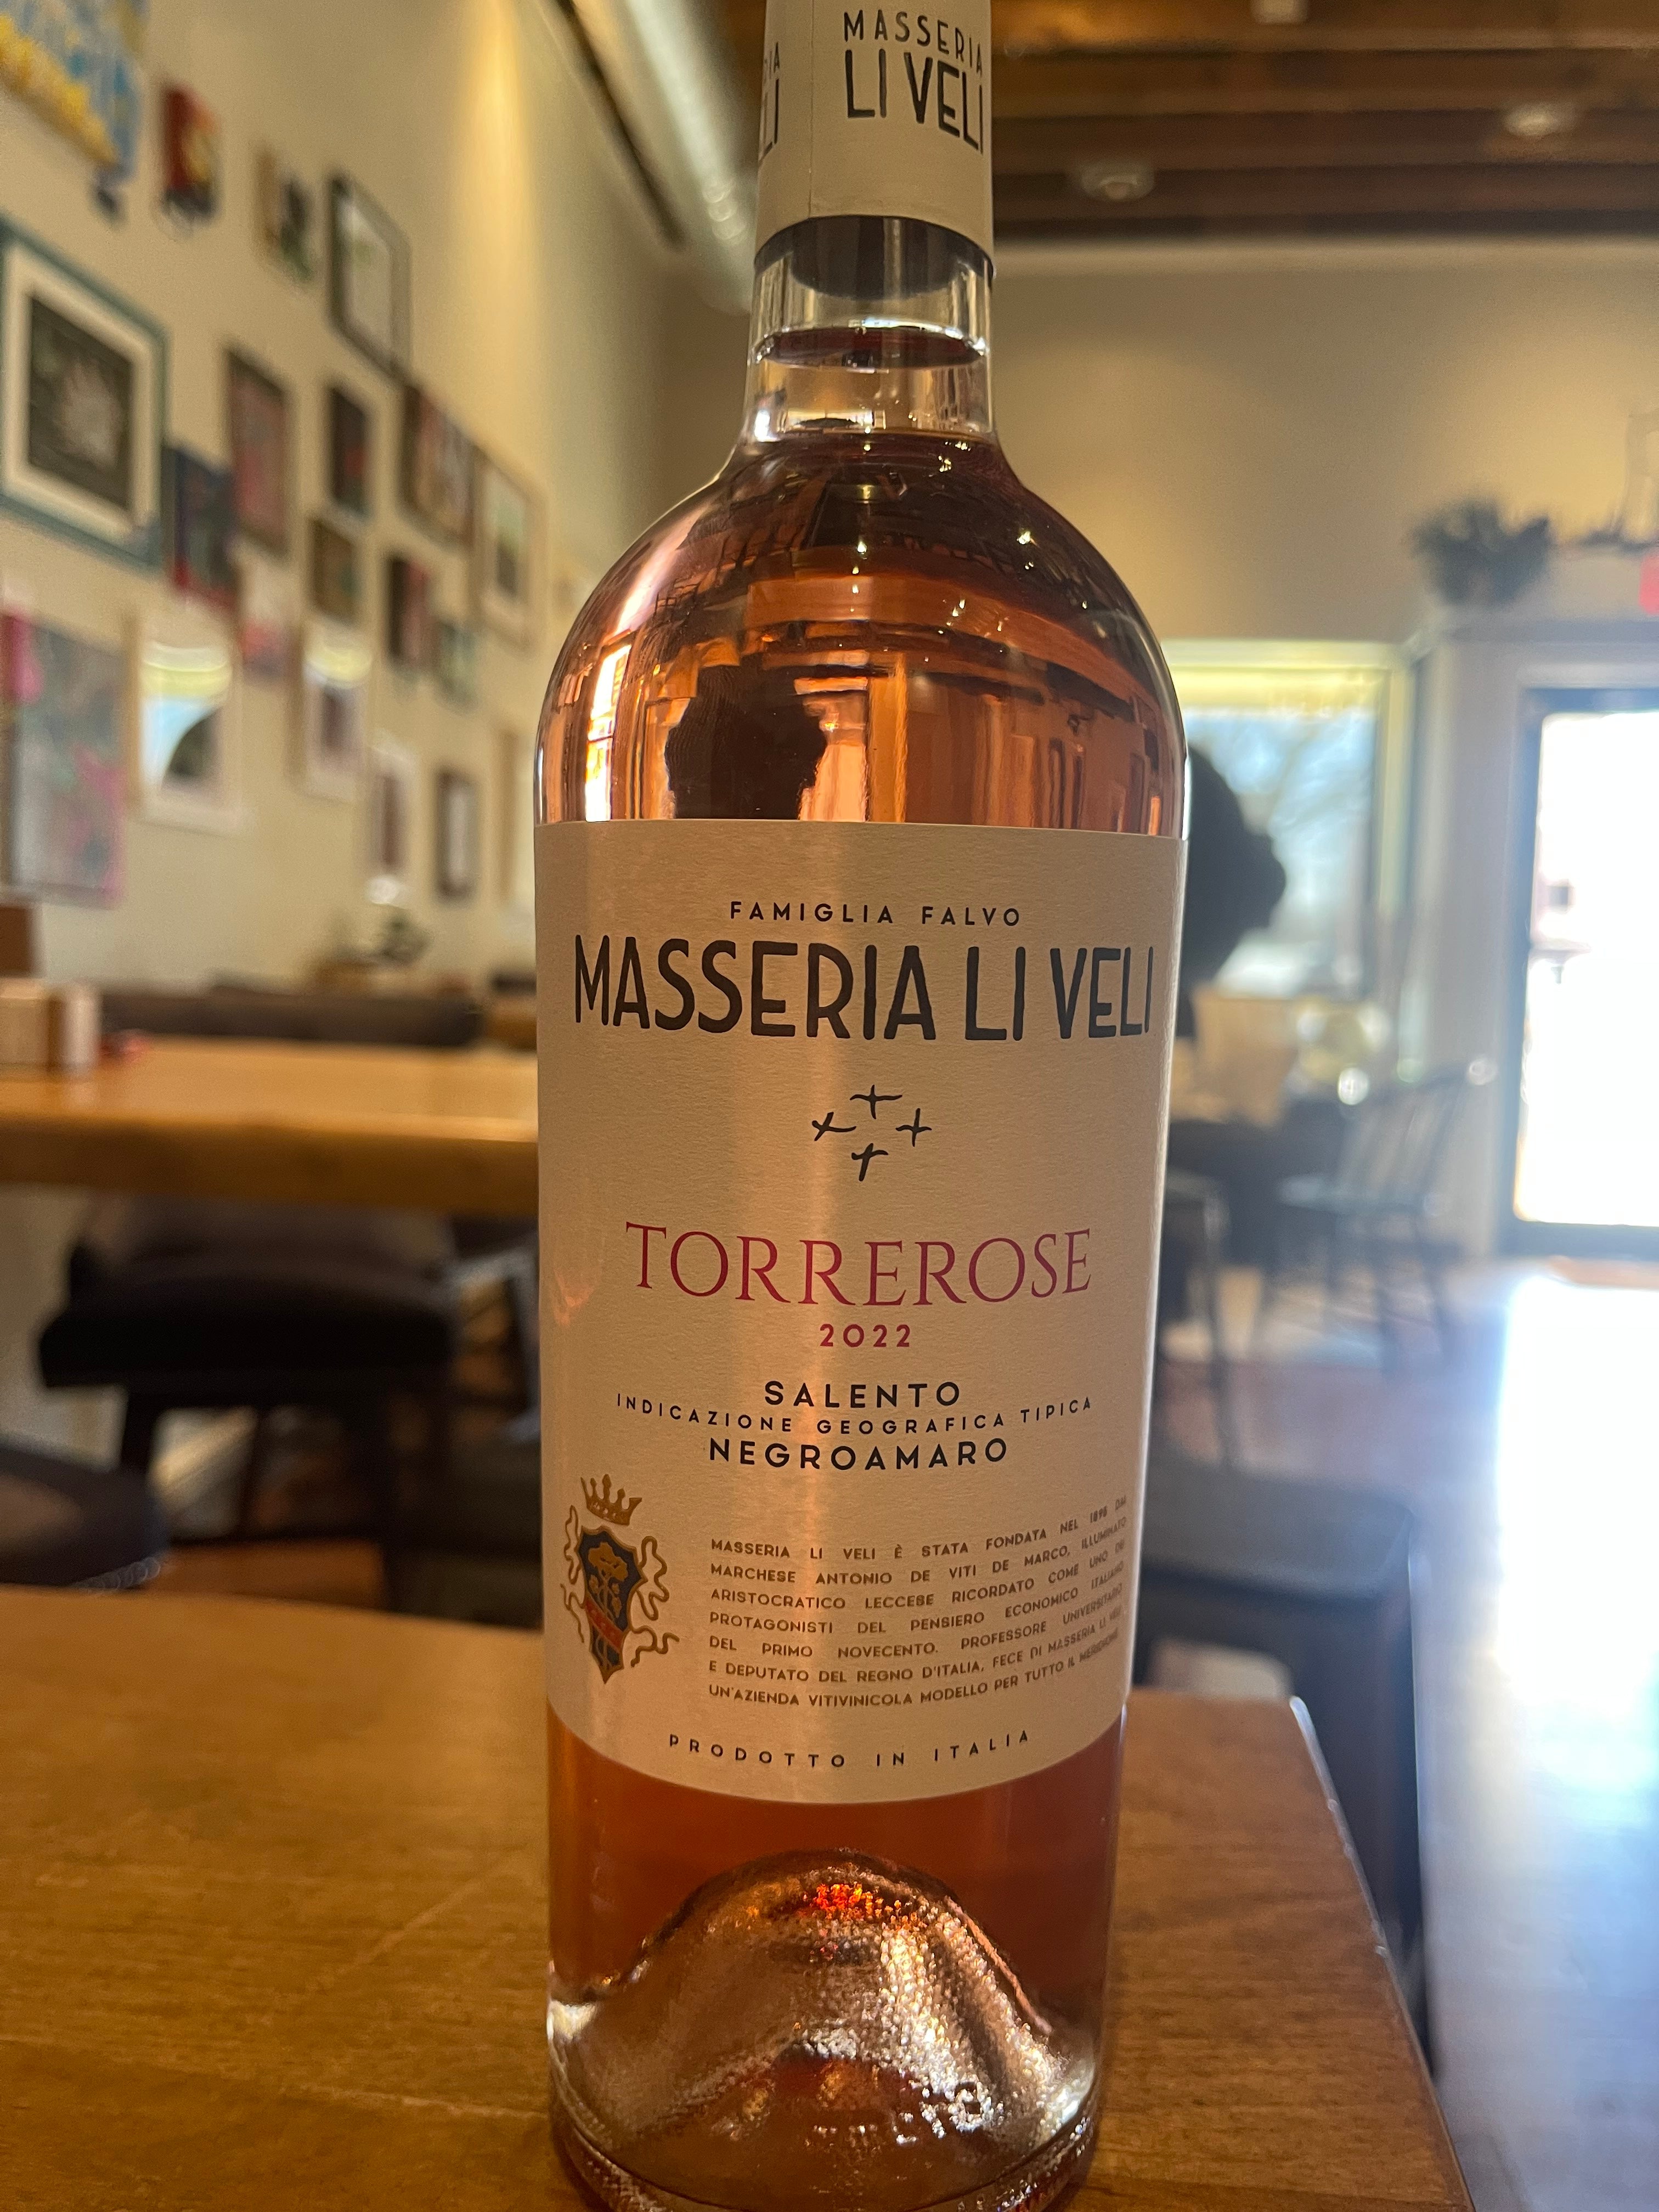 MASSERIA
LI VELI
FAMIGLIA FALVO
MASSERIA LI VELI
TORREROSE
2022
SALENTO
INDICAZIONE GEOGRAFICA TIPICA
NEGROAMARO
MASSERIA LI VELI È STATA FONDATA NEL 1898 DAL
MARCHESE ANTONIO DE VITI DE MARCO, ILLUMINATO
ARISTOCRATICO LECCESE RICORDATO COME UNO DEI
PROTAGONISTI DEL PENSIERO ECONOMICO ITALIANO
DEL PRIMO NOVECENTO. PROFESSORE UNIVERSITARIO
E DEPUTATO DEL REGNO D'ITALIA, FECE DI MASSERIA LI VELI
UN'AZIENDA VITIVINICOLA MODELLO PER TUTTO IL MERIDIONE
PRODOTTO IN ITALIA